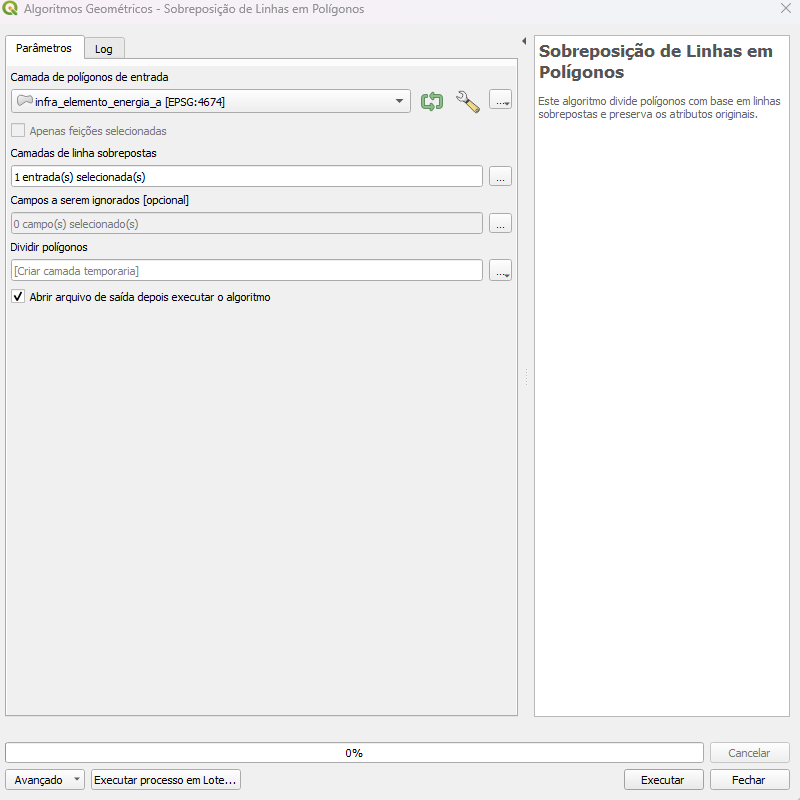 Algoritmos Geométricos - Sobreposição de Linhas em Polígonos
Parâmetros
Log
Camada de polígonos de entrada
infra_elemento_energia_a [EPSG:4674]
...
Apenas feições selecionadas
Camadas de linha sobrepostas
1 entrada(s) selecionada(s)
...
Campos a serem ignorados [opcional]
0 campo(s) selecionado(s)
...
Dividir polígonos
[Criar camada temporaria]
...
Abrir arquivo de saída depois executar o algoritmo
Sobreposição de Linhas em
Polígonos
Este algoritmo divide polígonos com base em linhas
sobrepostas e preserva os atributos originais.
0%
Cancelar
Avançado
Executar processo em Lote...
Executar
Fechar